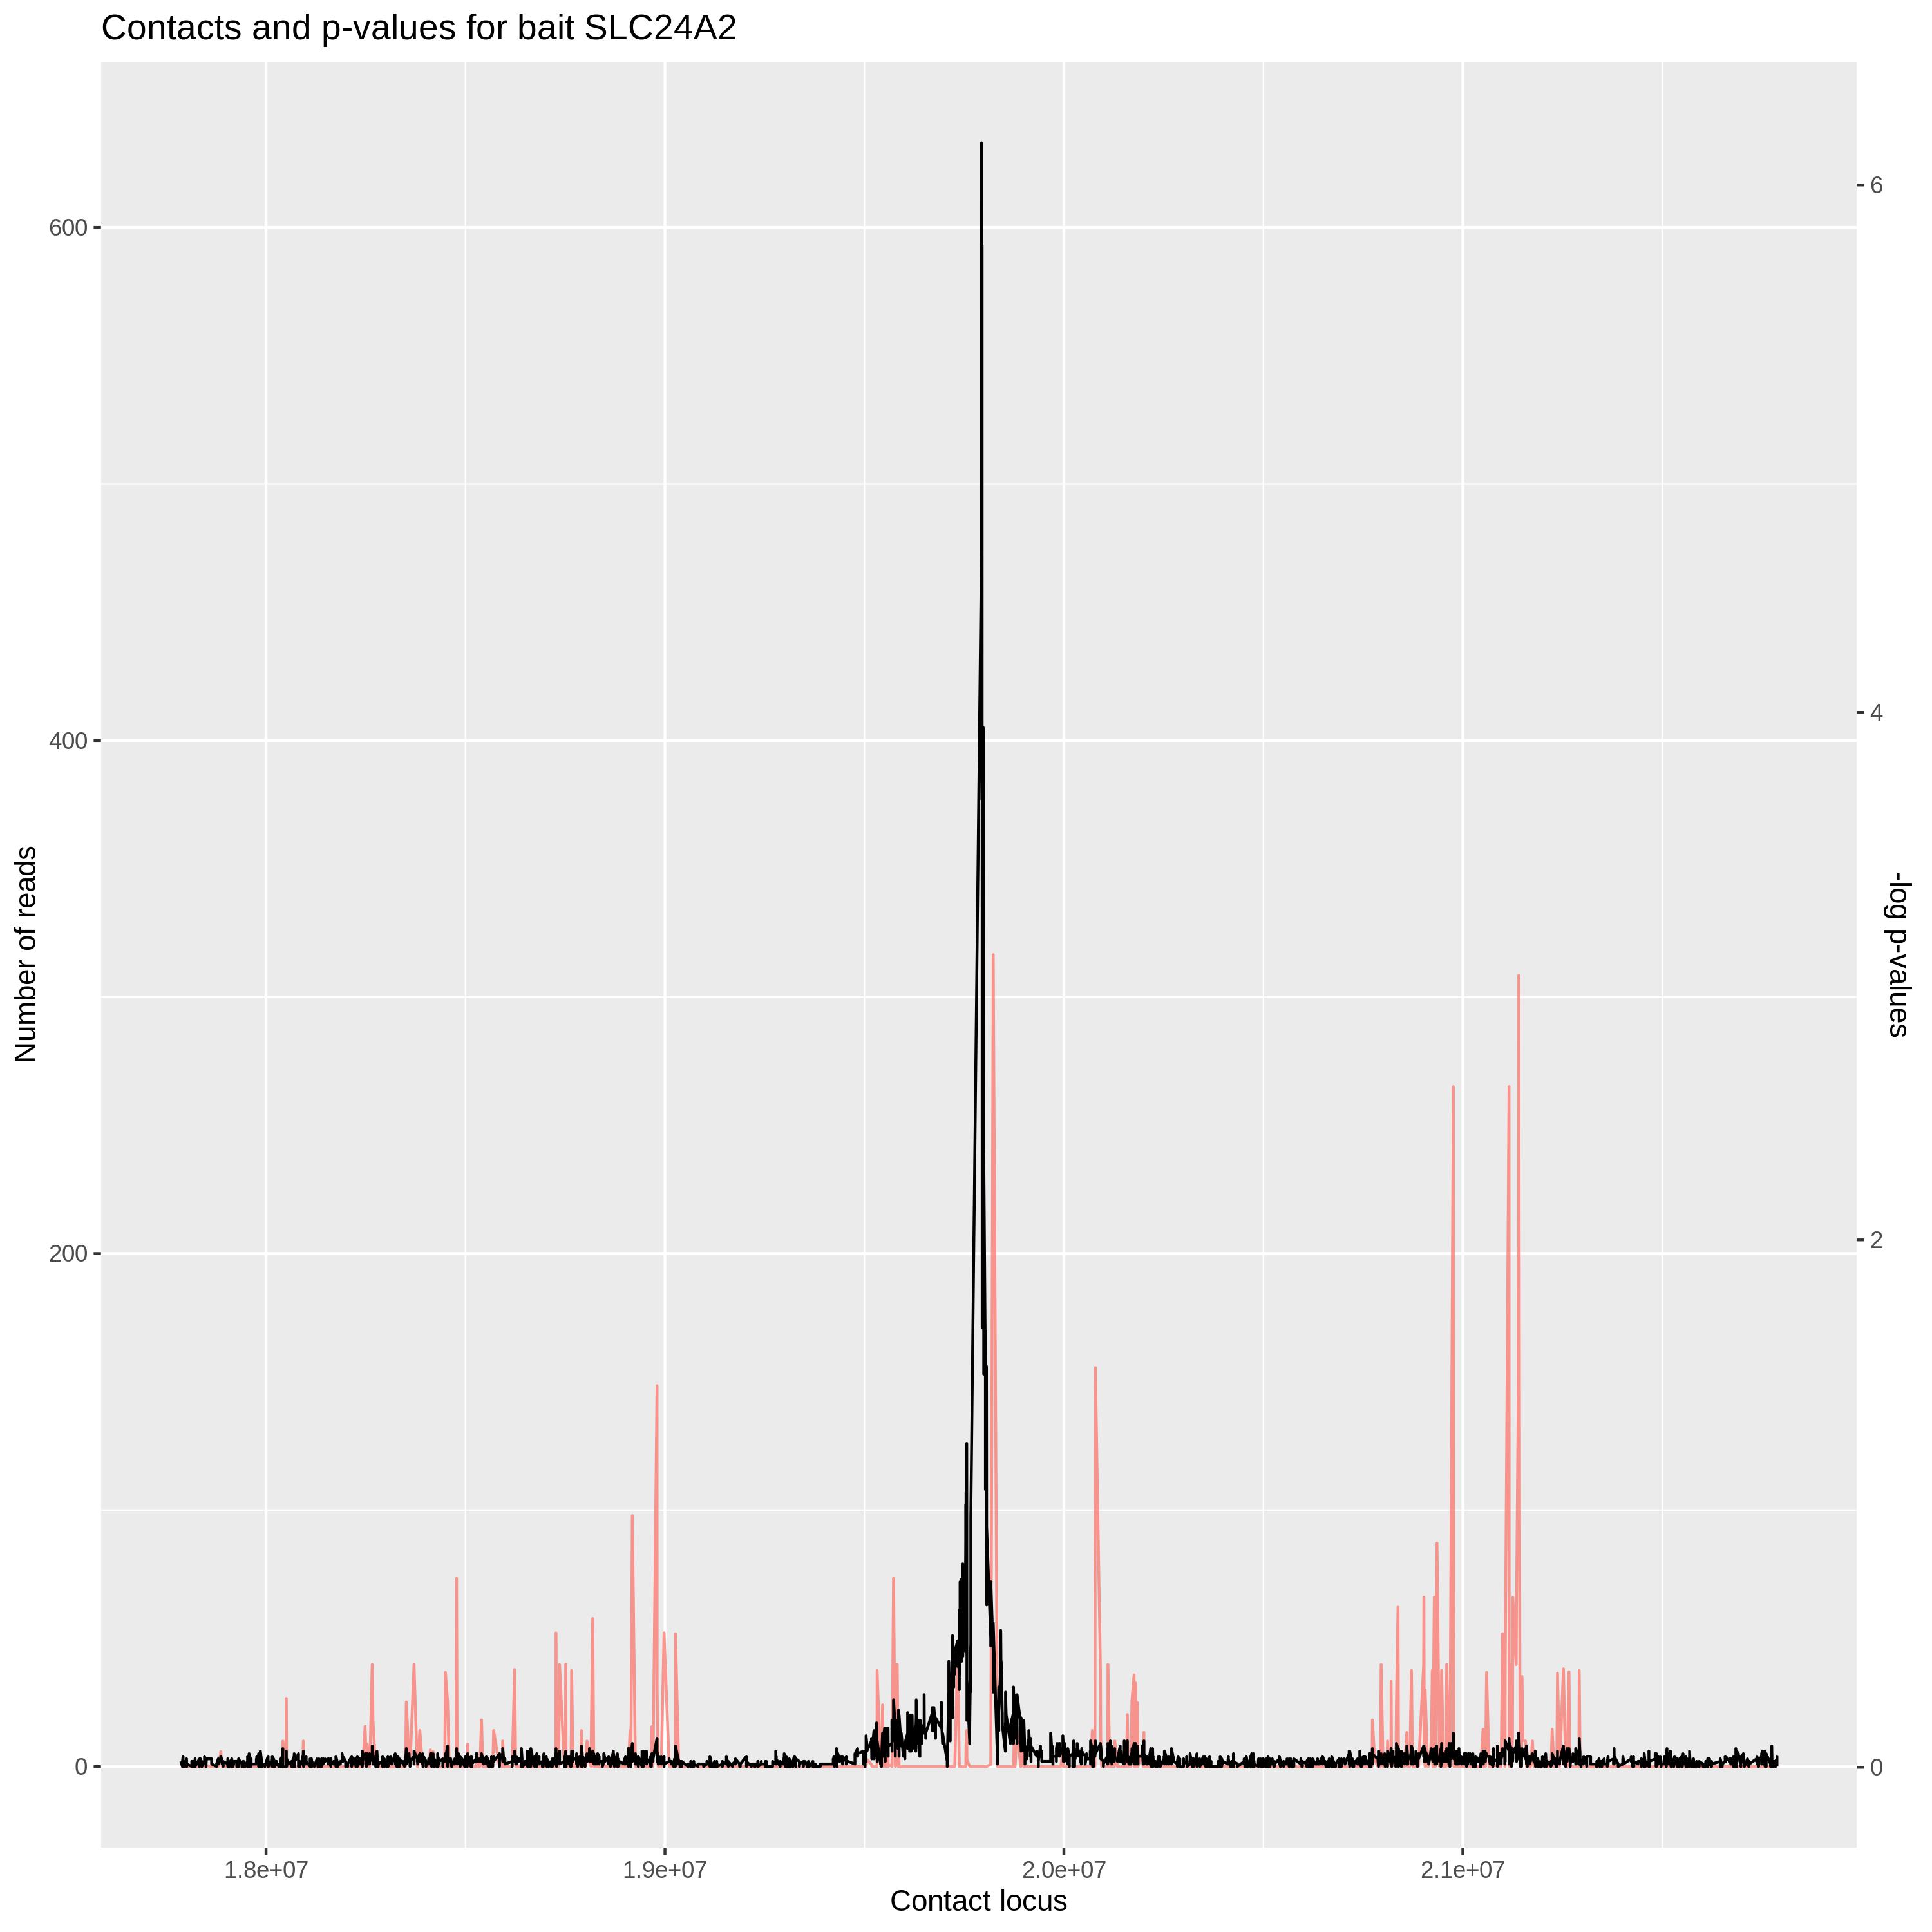 Contacts and p-values for bait SLC24A2
600
400
200
0
Number of reads
6
4
2
0
-log p-values
1.8e+07 1.9e+07 2.0e+07 2.1e+07
Contact locus